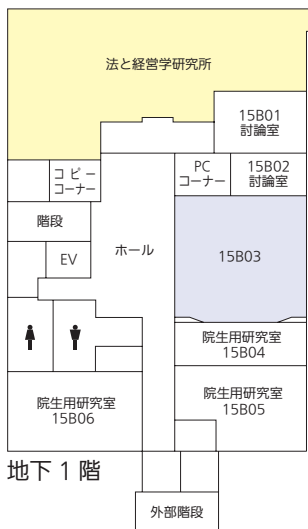 法と経営学研究所
15B01
討論室
コピー
コーナー
PC
コーナー
15B02
討論室
階段
EV
ホール
15B03
院生用研究室
15B04
院生用研究室
15B06
院生用研究室
15B05
地下 1 階
外部階段